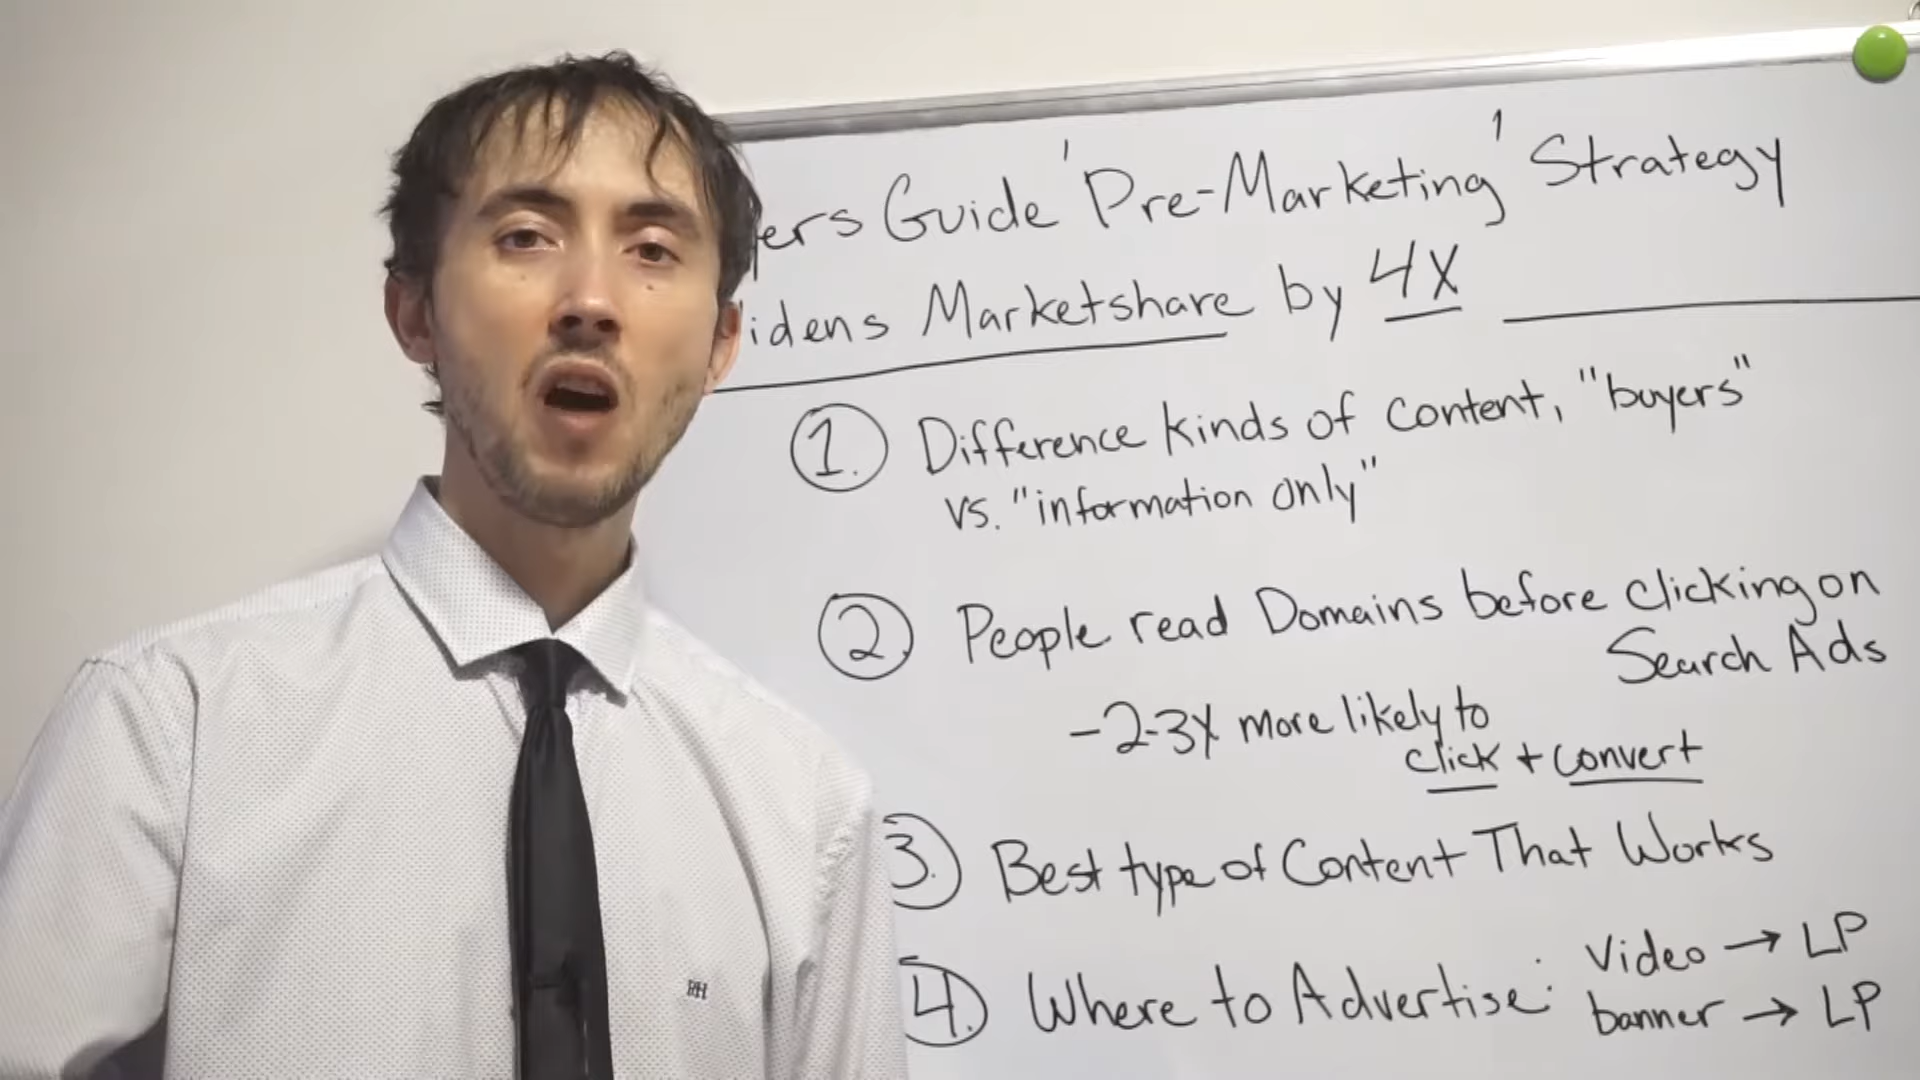 Guide 'Pre-Marketing' Strategy
Marketshare by 4X
1. Difference kinds of content, "buyers"
vs. "information only"
2. People read Domains before clicking on
Search Ads
-2-3X more likely to
click + convert
3. Best type of Content That Works
4. Where to Advertise: Video → LP
banner → LP
RH